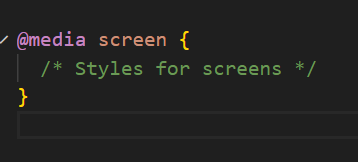 @media screen {
  /* Styles for screens */
}